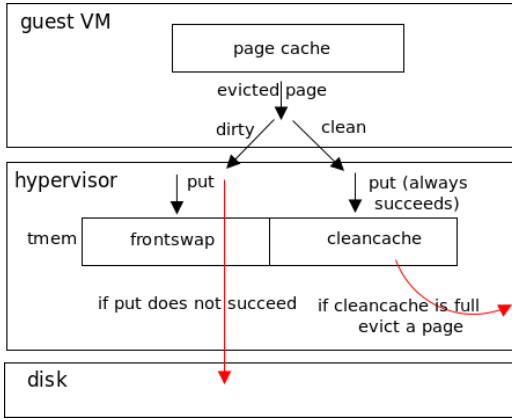 guest VM
page cache
evicted page
dirty
clean
hypervisor
put
put (always
succeeds)
tmem
frontswap
cleancache
if put does not succeed
if cleancache is full
evict a page
disk